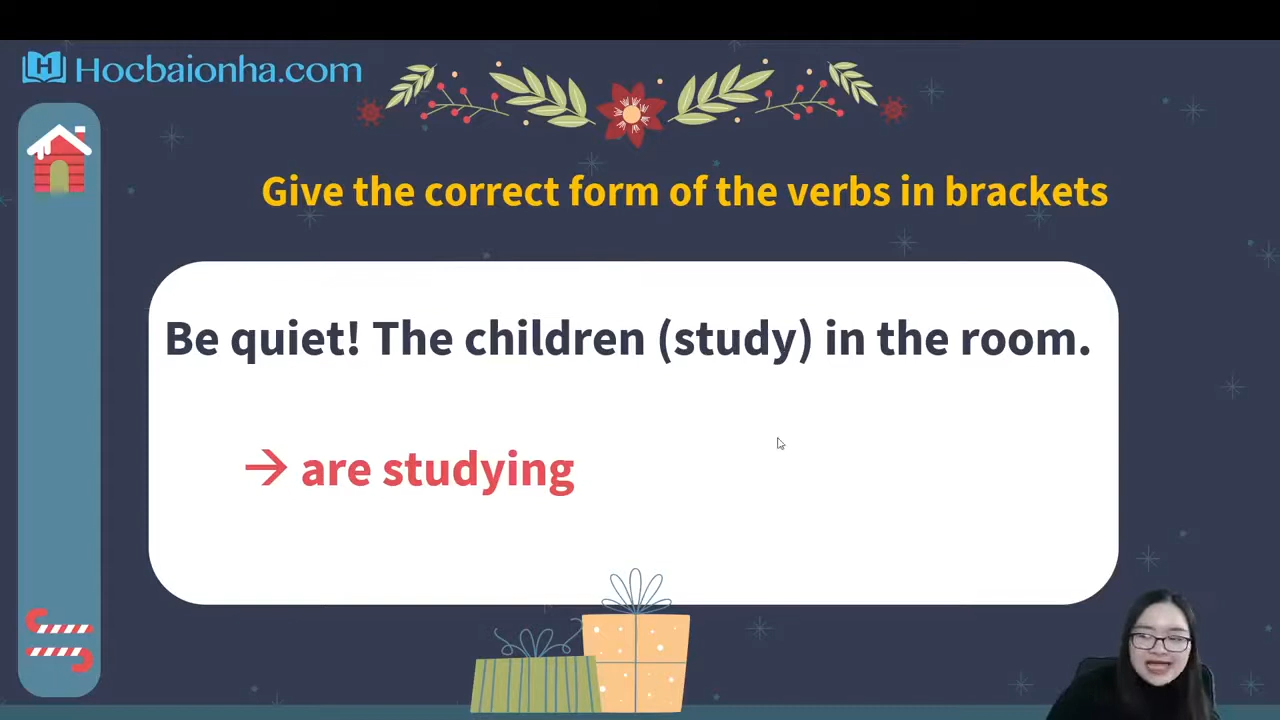 Hocbaionha.com
Give the correct form of the verbs in brackets
Be quiet! The children (study) in the room.
→ are studying